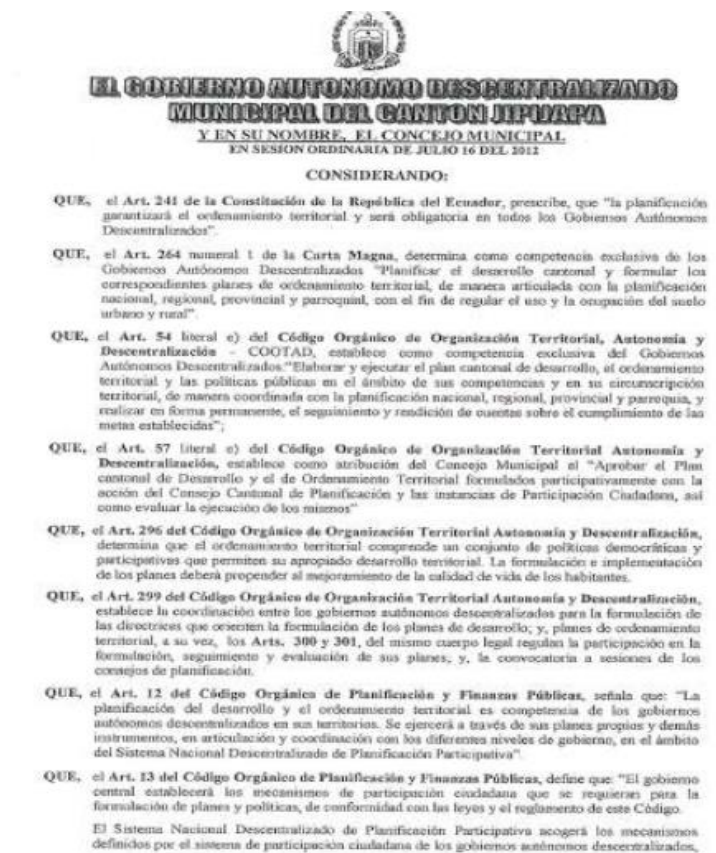 EL GOBIERNO AUTONOMO DESCENTRALIZADO
MUNICIPAL DEL CANTON JIPIJAPA
Y EN SU NOMBRE, EL CONCEJO MUNICIPAL
EN SESION ORDINARIA DE JULIO 16 DEL 2012
CONSIDERANDO:
QUE, el Art. 241 de la Constitución de la República del Ecuador, prescribe, que "la planificación
garantizará el ordenamiento territorial y será obligatoria en todos los Gobiernos Autónomos
Descentralizados".
QUE, el Art. 264 numeral 1 de la Carta Magna, determina como competencia exclusiva de los
Gobiernos Autónomos Descentralizados "Planificar el desarrollo cantonal y formular los
correspondientes planes de ordenamiento territorial, de manera articulada con la planificación
nacional, regional, provincial y parroquial, con el fin de regular el uso y la ocupación del suelo
urbano y rural".
QUE, el Art. 54 literal e) del Código Orgánico de Organización Territorial, Autonomía y
Descentralización - COOTAD, establece como competencia exclusiva del Gobiernos
Autónomos Descentralizados."Elaborar y ejecutar el plan cantonal de desarrollo, el ordenamiento
territorial y las políticas públicas en el ámbito de sus competencias y en su circunscripción
territorial, de manera coordinada con la planificación nacional, regional, provincial y parroquia, y
realizar en forma permanente, el seguimiento y rendición de cuentas sobre el cumplimiento de las
metas establecidas";
QUE, el Art. 57 literal e) del Código Orgánico de Organización Territorial Autonomía y
Descentralización, establece como atribución del Concejo Municipal el "Aprobar el Plan
cantonal de Desarrollo y el de Ordenamiento Territorial formulados participativamente con la
acción del Consejo Cantonal de Planificación y las instancias de Participación Ciudadana, así
como evaluar la ejecución de los mismos"
QUE, el Art. 296 del Código Orgánico de Organización Territorial Autonomía y Descentralización,
determina que el ordenamiento territorial comprende un conjunto de políticas democráticas y
participativas que permiten su apropiado desarrollo territorial. La formulación e implementación
de los planes deberá propender al mejoramiento de la calidad de vida de los habitantes.
QUE, el Art. 299 del Código Orgánico de Organización Territorial Autonomía y Descentralización,
establece la coordinación entre los gobiernos autónomos descentralizados para la formulación de
las directrices que orienten la formulación de los planes de desarrollo; y, planes de ordenamiento
territorial, a su vez, los Arts. 300 y 301, del mismo cuerpo legal regulan la participación en la
formulación, seguimiento y evaluación de sus planes; y, la convocatoria a sesiones de los
consejos de planificación.
QUE, el Art. 12 del Código Orgánico de Planificación y Finanzas Públicas, señala que: "La
planificación del desarrollo y el ordenamiento territorial es competencia de los gobiernos
autónomos descentralizados en sus territorios. Se ejercerá a través de sus planes propios y demás
instrumentos, en articulación y coordinación con los diferentes niveles de gobierno, en el ámbito
del Sistema Nacional Descentralizado de Planificación Participativa".
QUE, el Art. 13 del Código Orgánico de Planificación y Finanzas Públicas, define que: "El gobierno
central establecerá los mecanismos de participación ciudadana que se requieran para la
formulación de planes y políticas, de conformidad con las leyes y el reglamento de este Código.
El Sistema Nacional Descentralizado de Planificación Participativa acogerá los mecanismos
definidos por el sistema de participación ciudadana de los gobiernos autónomos descentralizados,